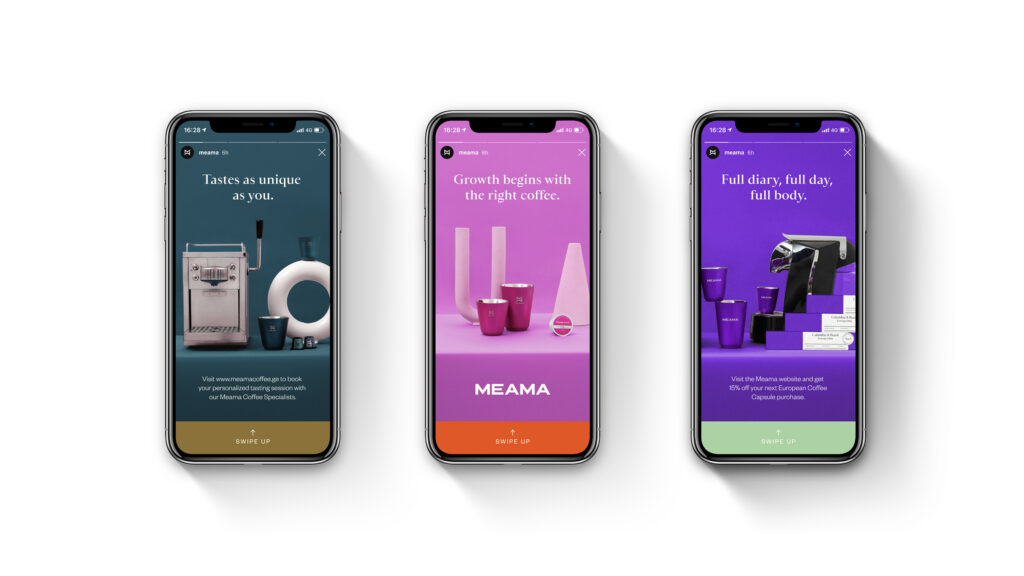 16:28
4G
meama 6h
Tastes as unique
as you.
Visit www.meamacoffee.ge to book
your personalized tasting session with
our Meama Coffee Specialists.
SWIPE UP
16:28
4G
meama 6h
Growth begins with
the right coffee.
MEAMA
SWIPE UP
16:28
4G
meama 6h
Full diary, full day,
full body.
MEAMA
MEAMA
MEAMA
Visit the Meama website and get
15% off your next European Coffee
Capsule purchase.
SWIPE UP